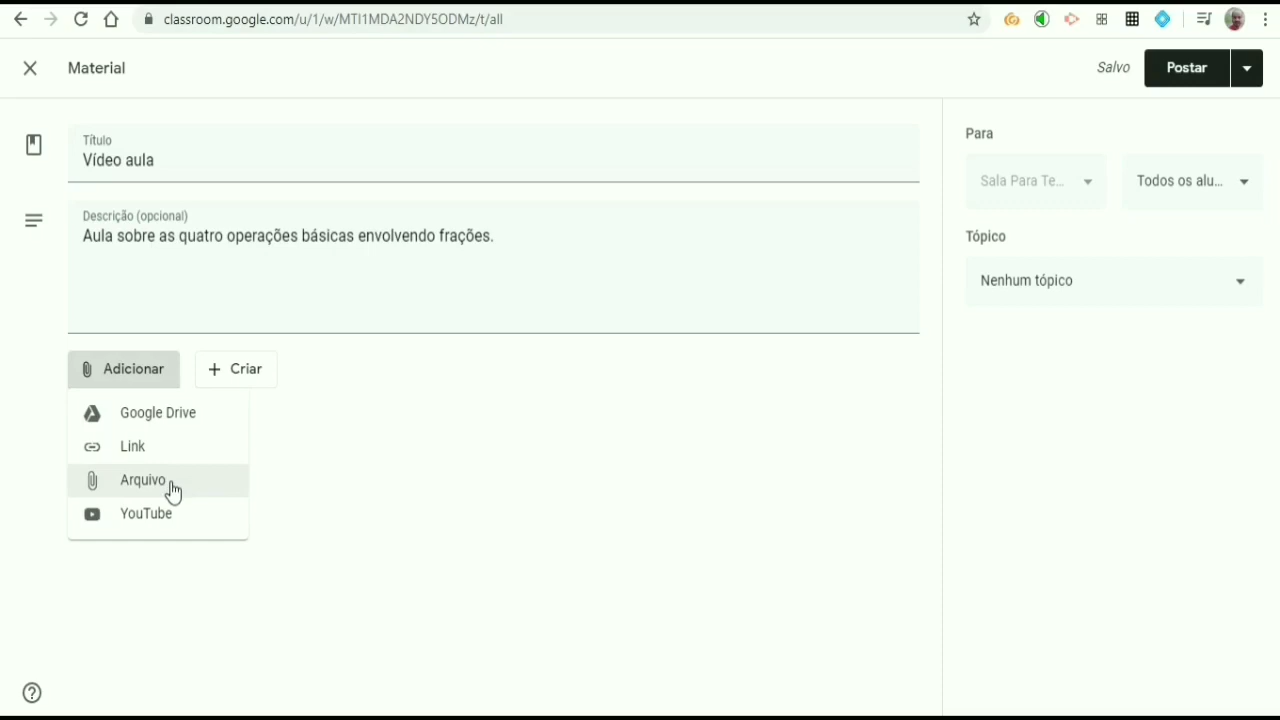 classroom.google.com/u/1/w/MTI1MDA2NDY5ODMz/t/all
Material
Salvo
Postar
Título
Vídeo aula
Descrição (opcional)
Aula sobre as quatro operações básicas envolvendo frações.
Adicionar
Criar
Google Drive
Link
Arquivo
YouTube
Para
Sala Para Te...
Todos os alu...
Tópico
Nenhum tópico